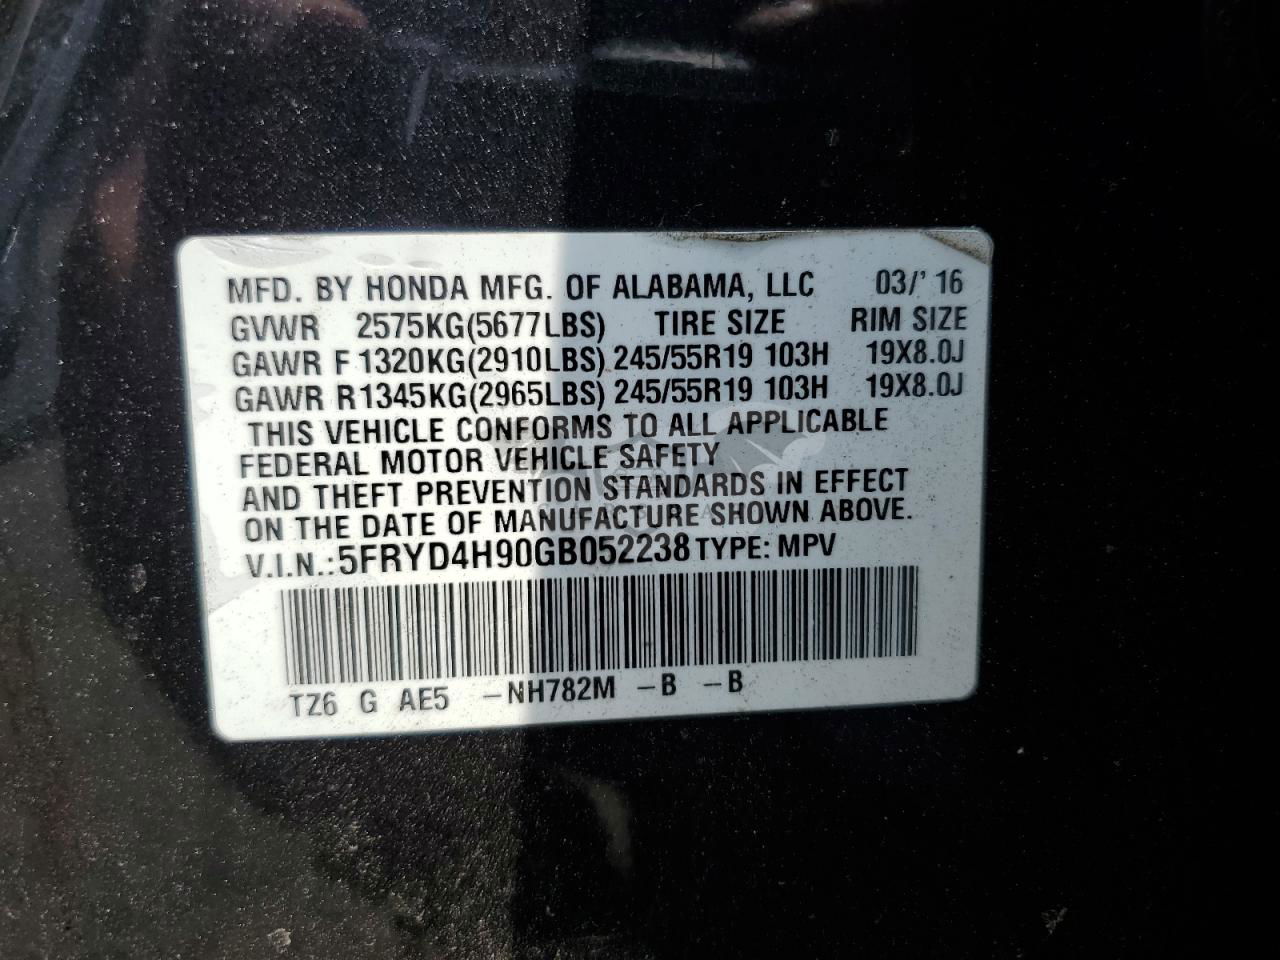 MFD. BY HONDA MFG. OF ALABAMA, LLC 03/' 16
GVWR 2575KG(5677LBS) TIRE SIZE RIM SIZE
GAWR F 1320KG(2910LBS) 245/55R19 103H 19X8.0J
GAWR R1345KG(2965LBS) 245/55R19 103H 19X8.0J
THIS VEHICLE CONFORMS TO ALL APPLICABLE
FEDERAL MOTOR VEHICLE SAFETY
AND THEFT PREVENTION STANDARDS IN EFFECT
ON THE DATE OF MANUFACTURE SHOWN ABOVE.
V.I.N.:5FRYD4H90GB052238 TYPE: MPV
TZ6 G AE5 -NH782M -B -B